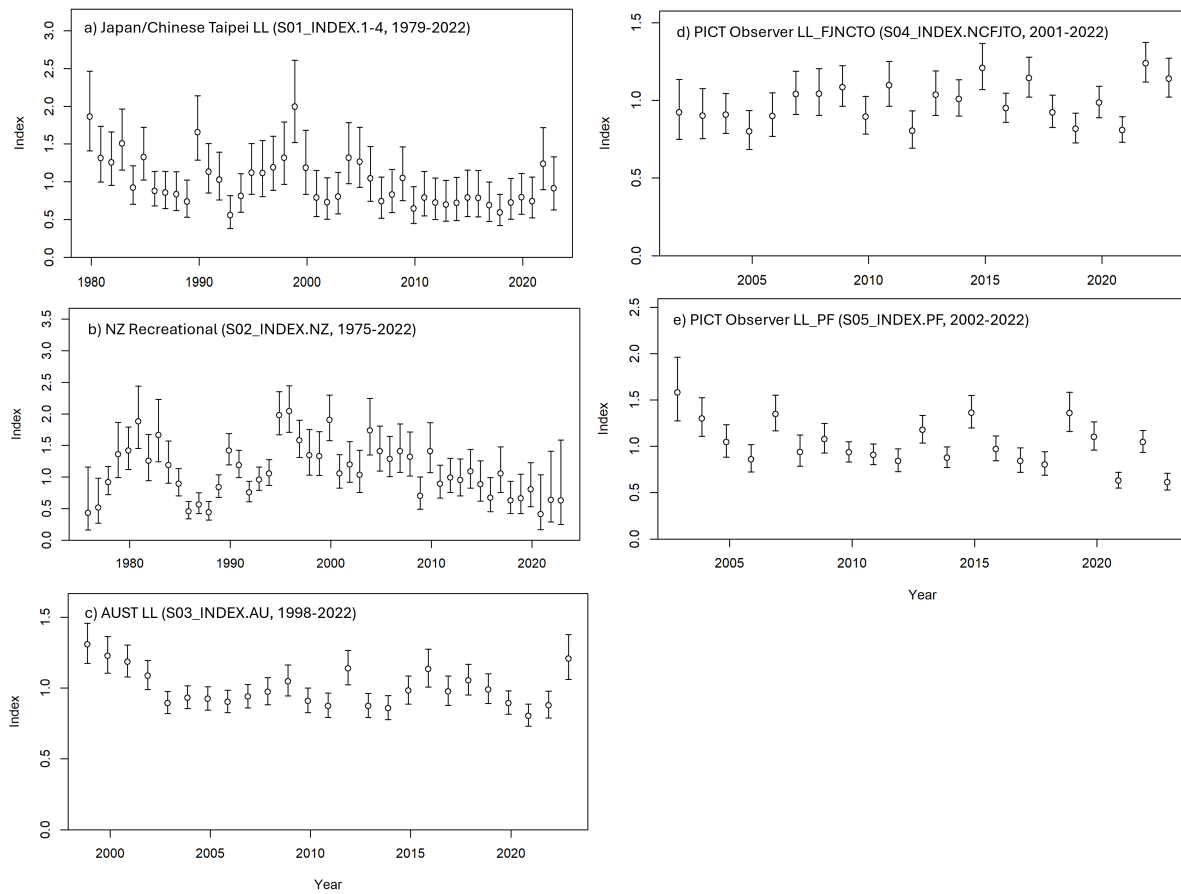 a) Japan/Chinese Taipei LL (S01_INDEX.1-4, 1979-2022)
Index
0.0 0.5 1.0 1.5 2.0 2.5 3.0
1980 1990 2000 2010 2020
b) NZ Recreational (S02_INDEX.NZ, 1975-2022)
Index
0.0 0.5 1.0 1.5 2.0 2.5 3.0 3.5
1980 1990 2000 2010 2020
c) AUST LL (S03_INDEX.AU, 1998-2022)
Index
0.0 0.5 1.0 1.5
2000 2005 2010 2015 2020
Year
d) PICT Observer LL_FJNCTO (S04_INDEX.NCFJTO, 2001-2022)
Index
0.0 0.5 1.0 1.5
2005 2010 2015 2020
e) PICT Observer LL_PF (S05_INDEX.PF, 2002-2022)
Index
0.0 0.5 1.0 1.5 2.0 2.5
2005 2010 2015 2020
Year